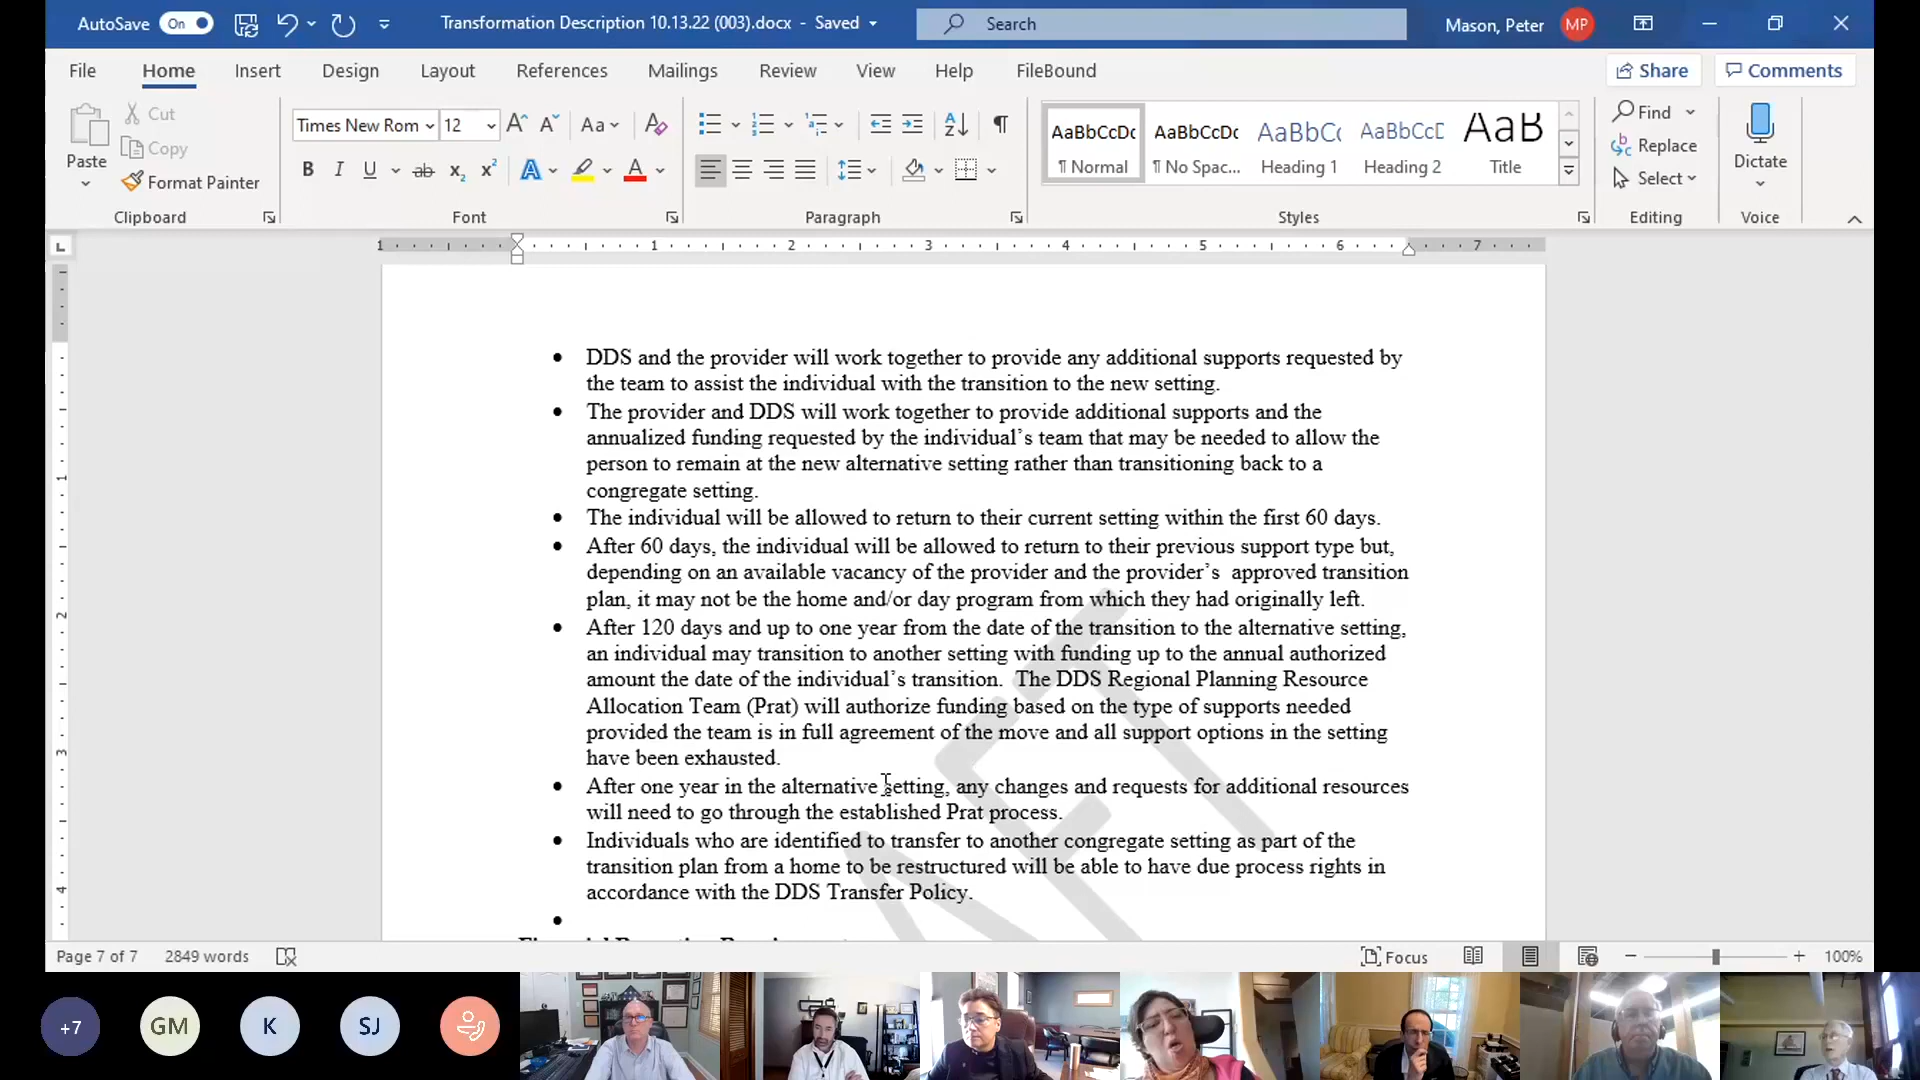 AutoSave On Transformation Description 10.13.22 (003).docx - Saved Search Mason, Peter MP
File Home Insert Design Layout References Mailings Review View Help FileBound Share Comments
Paste Cut Copy Format Painter
Times New Rom 12 Aa
B I U ab x₂ x² A A
AaBbCcDc AaBbCcDc AaBbCc AaBbCcE AaB
¶ Normal ¶ No Spac... Heading 1 Heading 2 Title
Find
Replace
Select
Dictate
Clipboard Font Paragraph Styles Editing Voice
1 1 2 3 4 5 6 7
1
2
3
4
• DDS and the provider will work together to provide any additional supports requested by
the team to assist the individual with the transition to the new setting.
• The provider and DDS will work together to provide additional supports and the
annualized funding requested by the individual’s team that may be needed to allow the
person to remain at the new alternative setting rather than transitioning back to a
congregate setting.
• The individual will be allowed to return to their current setting within the first 60 days.
• After 60 days, the individual will be allowed to return to their previous support type but,
depending on an available vacancy of the provider and the provider’s  approved transition
plan, it may not be the home and/or day program from which they had originally left.
• After 120 days and up to one year from the date of the transition to the alternative setting,
an individual may transition to another setting with funding up to the annual authorized
amount the date of the individual’s transition.  The DDS Regional Planning Resource
Allocation Team (Prat) will authorize funding based on the type of supports needed
provided the team is in full agreement of the move and all support options in the setting
have been exhausted.
• After one year in the alternative setting, any changes and requests for additional resources
will need to go through the established Prat process.
• Individuals who are identified to transfer to another congregate setting as part of the
transition plan from a home to be restructured will be able to have due process rights in
accordance with the DDS Transfer Policy.
•
Page 7 of 7 2849 words Focus 100%
+7 GM K SJ